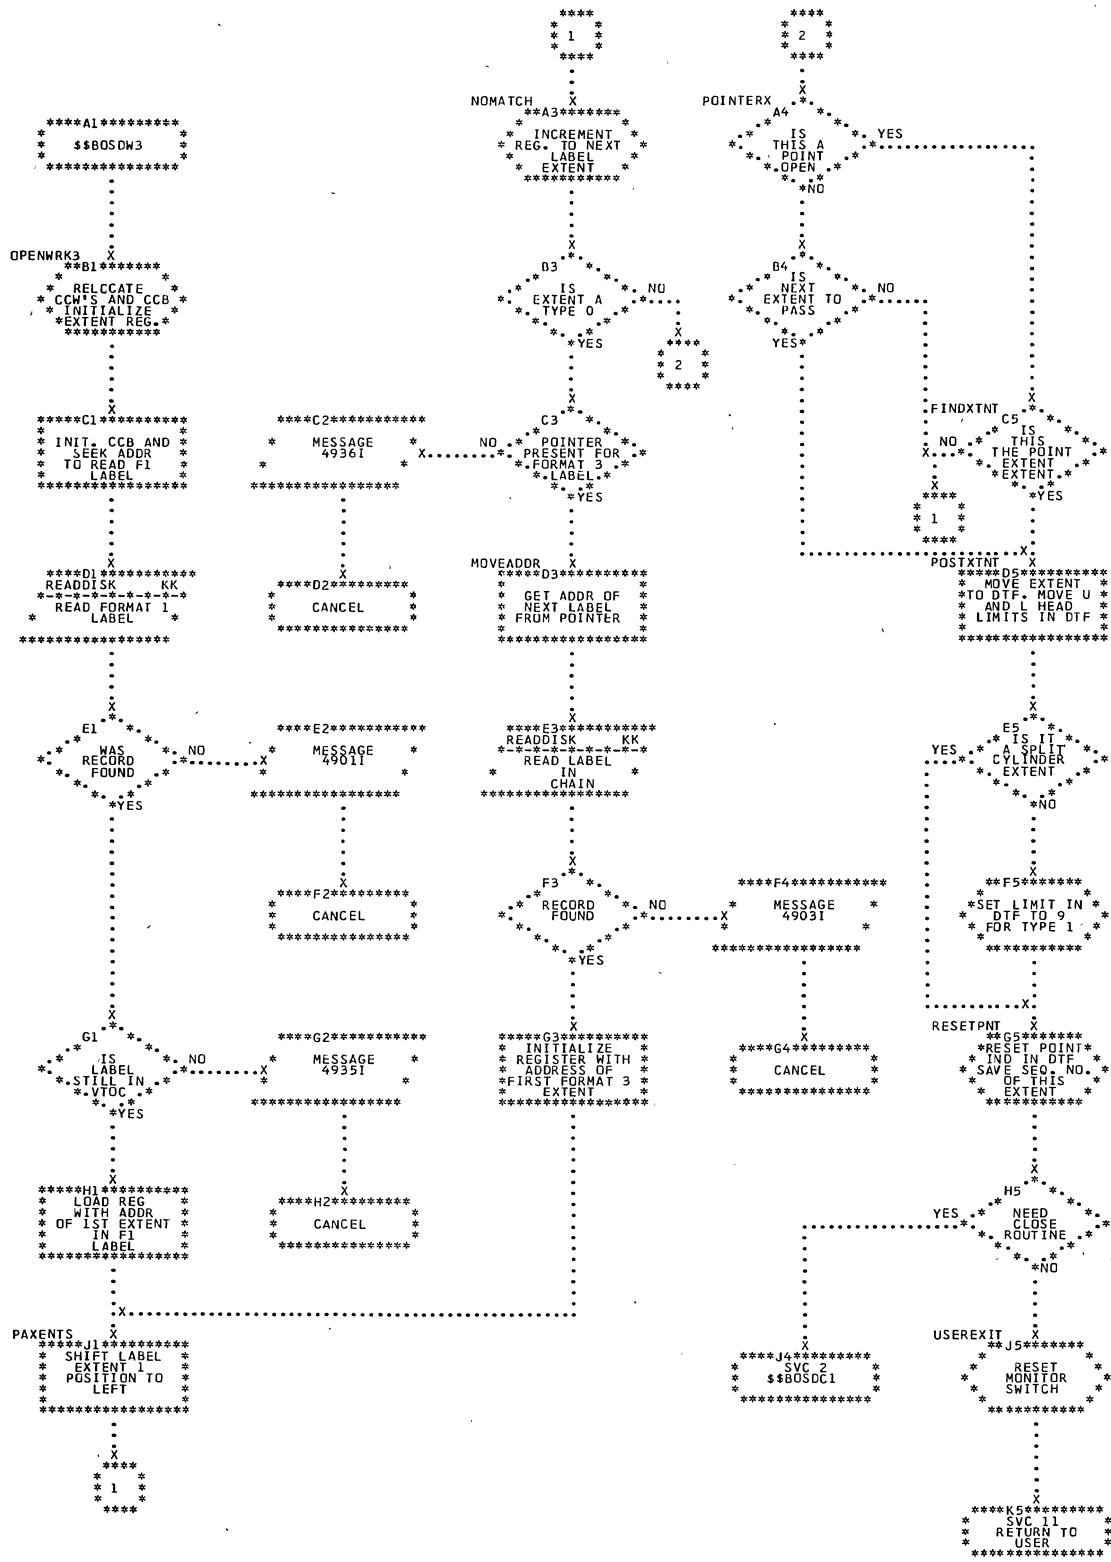 1
NOMATCH
A3
INCREMENT
REG. TO NEXT
LABEL
EXTENT
2
POINTERX
A4
IS
THIS A
POINT
OPEN
YES
NO
A1
$$BOSDW3
OPENWRK3
B1
RELCCATE
CCW'S AND CCB
INITIALIZE
EXTENT REG.
B3
IS
EXTENT A
TYPE 0
NO
YES
2
B4
IS
NEXT
EXTENT TO
PASS
NO
YES
C1
INIT. CCB AND
SEEK ADDR
TO READ F1
LABEL
C2
MESSAGE
4936I
C3
NO
POINTER
PRESENT FOR
FORMAT 3
LABEL.
YES
FINDXTNT
C5
IS
THIS
THE POINT
EXTENT
EXTENT.
NO
YES
1
D1
READDISK KK
READ FORMAT 1
LABEL
D2
CANCEL
MOVEADDR
D3
GET ADDR OF
NEXT LABEL
FROM POINTER
POSTXTNT
D5
MOVE EXTENT
TO DTF. MOVE U
AND L HEAD
LIMITS IN DTF
E1
WAS
RECORD
FOUND
NO
YES
E2
MESSAGE
4901I
E3
READDISK KK
READ LABEL
IN
CHAIN
E5
YES
IS IT
A SPLIT
CYLINDER
EXTENT
NO
F2
CANCEL
F3
RECORD
FOUND
NO
YES
F4
MESSAGE
4903I
F5
SET LIMIT IN
DTF TO 9
FOR TYPE 1
G1
IS
LABEL
STILL IN
VTOC
NO
YES
G2
MESSAGE
4935I
G3
INITIALIZE
REGISTER WITH
ADDRESS OF
FIRST FORMAT 3
EXTENT
G4
CANCEL
RESETPNT
G5
RESET POINT
IND IN DTF
SAVE SEQ. NO.
OF THIS
EXTENT
H1
LOAD REG
WITH ADDR
OF 1ST EXTENT
IN F1
LABEL
H2
CANCEL
H5
YES
NEED
CLOSE
ROUTINE
NO
PAXENTS
J1
SHIFT LABEL
EXTENT 1
POSITION TO
LEFT
J4
SVC 2
$$BOSDC1
USEREXIT
J5
RESET
MONITOR
SWITCH
1
K5
SVC 11
RETURN TO
USER